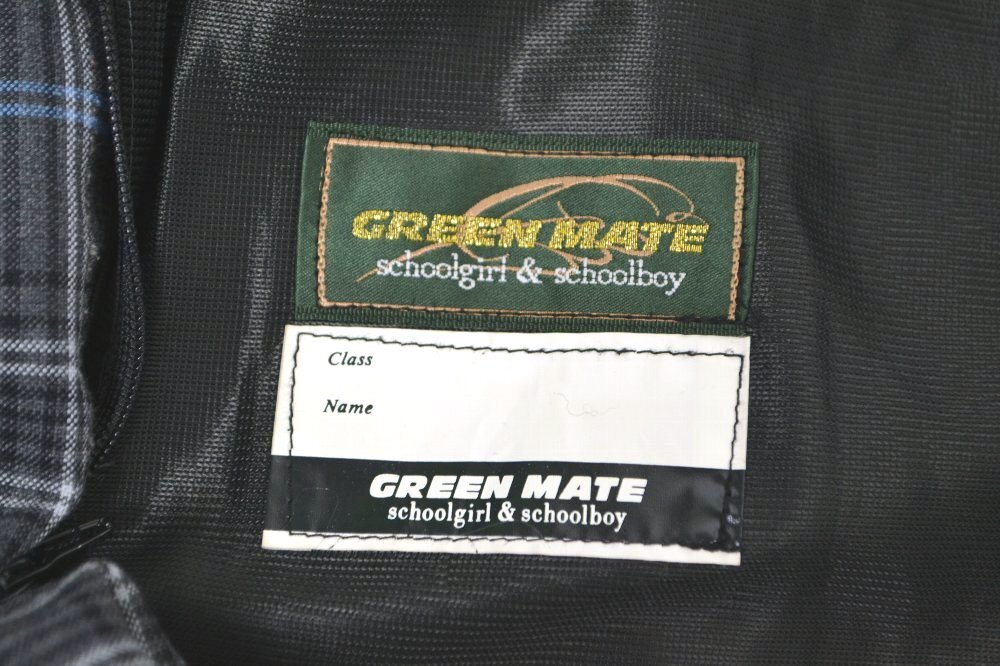 GREEN MATE
schoolgirl & schoolboy
Class
Name
GREEN MATE
schoolgirl & schoolboy